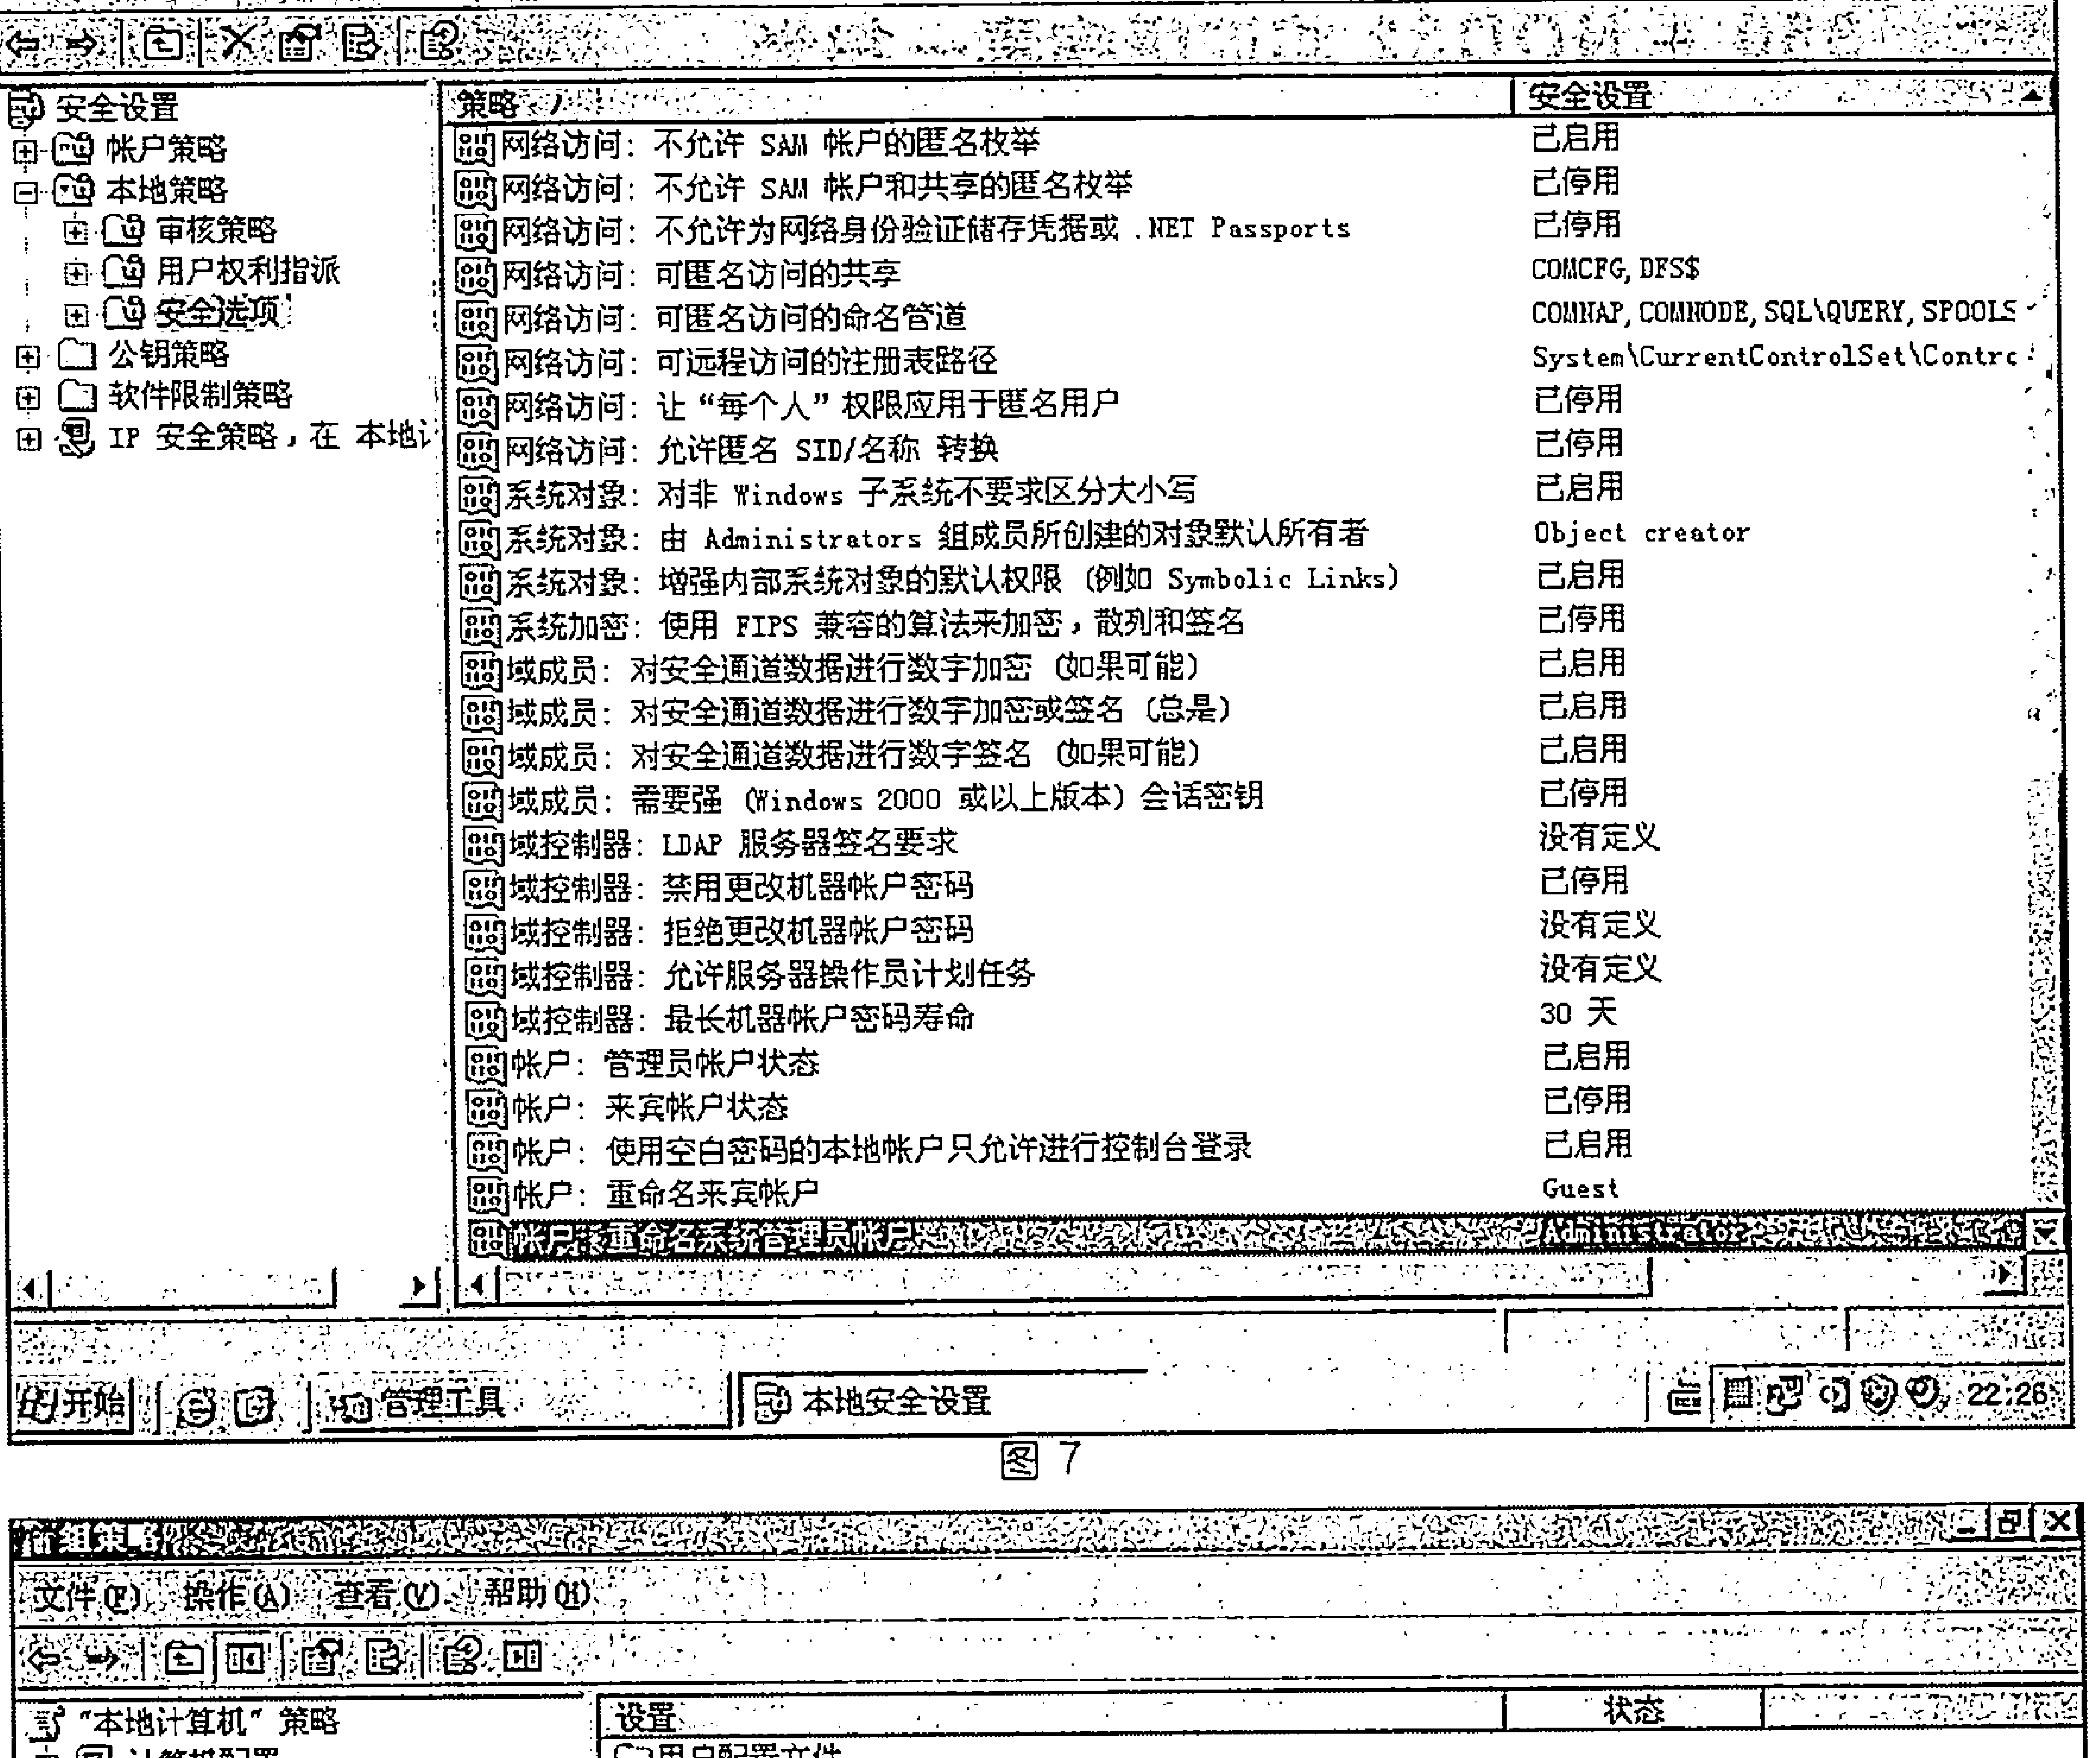 安全设置
帐户策略
本地策略
审核策略
用户权利指派
安全选项
公钥策略
软件限制策略
IP 安全策略，在 本地计
策略 安全设置
网络访问: 不允许 SAM 帐户的匿名枚举 已启用
网络访问: 不允许 SAM 帐户和共享的匿名枚举 已停用
网络访问: 不允许为网络身份验证储存凭据或 .NET Passports 已停用
网络访问: 可匿名访问的共享 COMCFG,DFS$
网络访问: 可匿名访问的命名管道 COMNAP,COMNODE,SQL\QUERY,SPOOLS
网络访问: 可远程访问的注册表路径 System\CurrentControlSet\Contro
网络访问: 让“每个人”权限应用于匿名用户 已停用
网络访问: 允许匿名 SID/名称 转换 已停用
系统对象: 对非 Windows 子系统不要求区分大小写 已启用
系统对象: 由 Administrators 组成员所创建的对象默认所有者 Object creator
系统对象: 增强内部系统对象的默认权限 (例如 Symbolic Links) 已启用
系统加密: 使用 FIPS 兼容的算法来加密，散列和签名 已停用
域成员: 对安全通道数据进行数字加密 (如果可能) 已启用
域成员: 对安全通道数据进行数字加密或签名 (总是) 已启用
域成员: 对安全通道数据进行数字签名 (如果可能) 已启用
域成员: 需要强 (Windows 2000 或以上版本) 会话密钥 已停用
域控制器: LDAP 服务器签名要求 没有定义
域控制器: 禁用更改机器帐户密码 已停用
域控制器: 拒绝更改机器帐户密码 没有定义
域控制器: 允许服务器操作员计划任务 没有定义
域控制器: 最长机器帐户密码寿命 30 天
帐户: 管理员帐户状态 已启用
帐户: 来宾帐户状态 已停用
帐户: 使用空白密码的本地帐户只允许进行控制台登录 已启用
帐户: 重命名来宾帐户 Guest
帐户: 重命名系统管理员帐户 Administrator
开始 管理工具 本地安全设置 22:26
图 7
组策略
文件(F) 操作(A) 查看(V) 帮助(H)
“本地计算机” 策略
计算机配置
设置 状态
用户配置文件